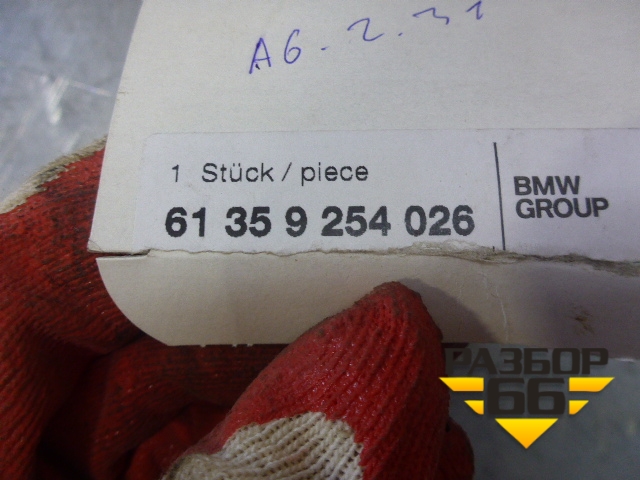 A6.2.31
1 Stück / piece
61 35 9 254 026
BMW
GROUP
РАЗБОР
66